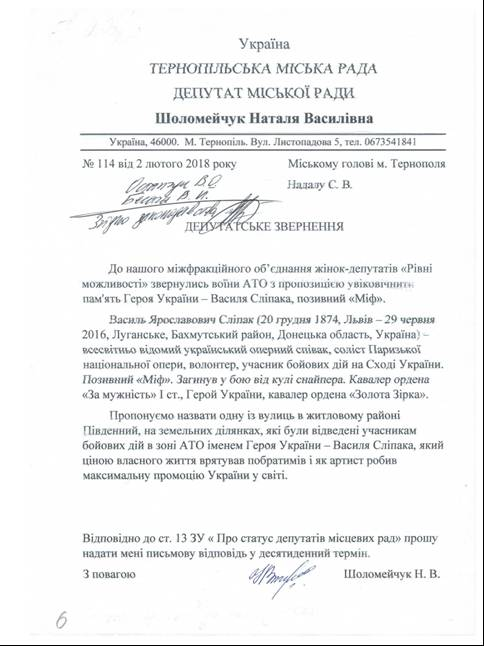 Україна
ТЕРНОПІЛЬСЬКА МІСЬКА РАДА
ДЕПУТАТ МІСЬКОЇ РАДИ
Шоломейчук Наталя Василівна
Україна, 46000. М. Тернопіль. Вул. Листопадова 5, тел. 0673541841
№ 114 від 2 лютого 2018 року
Міському голові м. Тернополя
Надалу С. В.
ДЕПУТАТСЬКЕ ЗВЕРНЕННЯ
До нашого міжфракційного об’єднання жінок-депутатів «Рівні
можливості» звернулись воїни АТО з пропозицією увіковічнити
пам'ять Героя України – Василя Сліпака, позивний «Міф».
Василь Ярославович Сліпак (20 грудня 1874, Львів – 29 червня
2016, Луганське, Бахмутський район, Донецька область, Україна) –
всесвітньо відомий український оперний співак, соліст Паризької
національної опери, волонтер, учасник бойових дій на Сході України.
Позивний «Міф». Загинув у бою від кулі снайпера. Кавалер ордена
«За мужність» І ст., Герой України, кавалер ордена «Золота Зірка».
Пропонуємо назвати одну із вулиць в житловому районі
Південний, на земельних ділянках, які були відведені учасникам
бойових дій в зоні АТО іменем Героя України – Василя Сліпака, який
ціною власного життя врятував побратимів і як артист робив
максимальну промоцію України у світі.
Відповідно до ст. 13 ЗУ « Про статус депутатів місцевих рад» прошу
надати мені письмову відповідь у десятиденний термін.
З повагою
Шоломейчук Н. В.
6